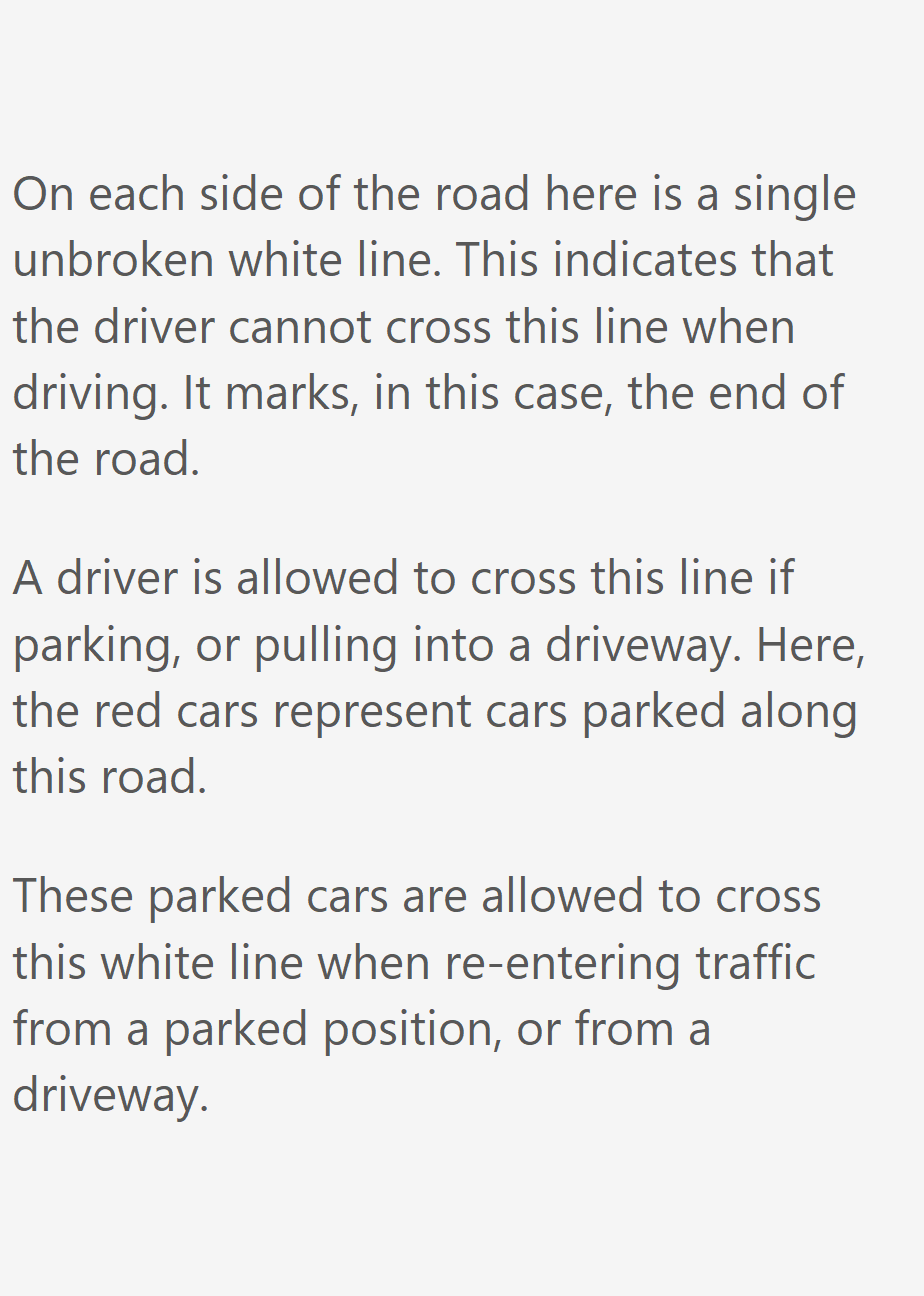 On each side of the road here is a single
unbroken white line. This indicates that
the driver cannot cross this line when
driving. It marks, in this case, the end of
the road.
A driver is allowed to cross this line if
parking, or pulling into a driveway. Here,
the red cars represent cars parked along
this road.
These parked cars are allowed to cross
this white line when re-entering traffic
from a parked position, or from a
driveway.